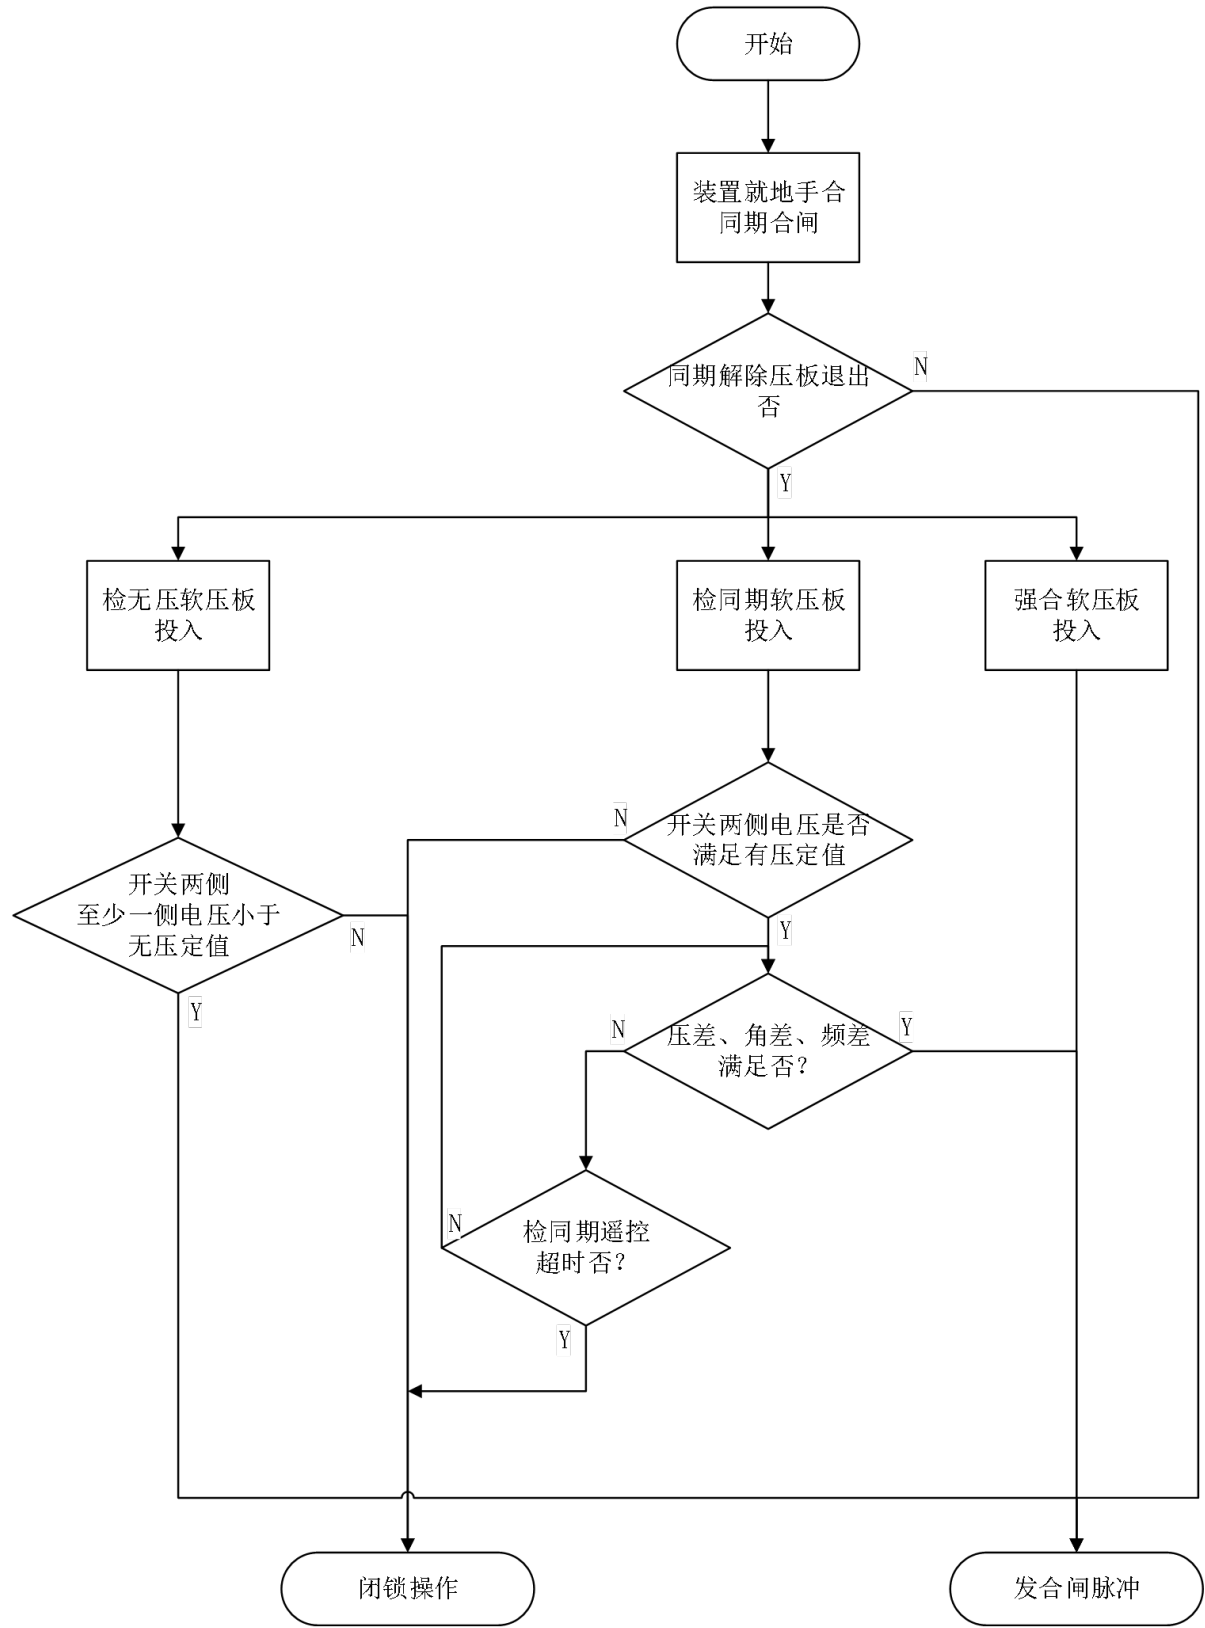 开始
装置就地手合
同期合闸
同期解除压板退出
否
N
Y
检无压软压板
投入
检同期软压板
投入
强合软压板
投入
N
开关两侧电压是否
满足有压定值
开关两侧
至少一侧电压小于
无压定值
N
Y
Y
N
压差、角差、频差
满足否？
Y
N
检同期遥控
超时否？
Y
闭锁操作
发合闸脉冲